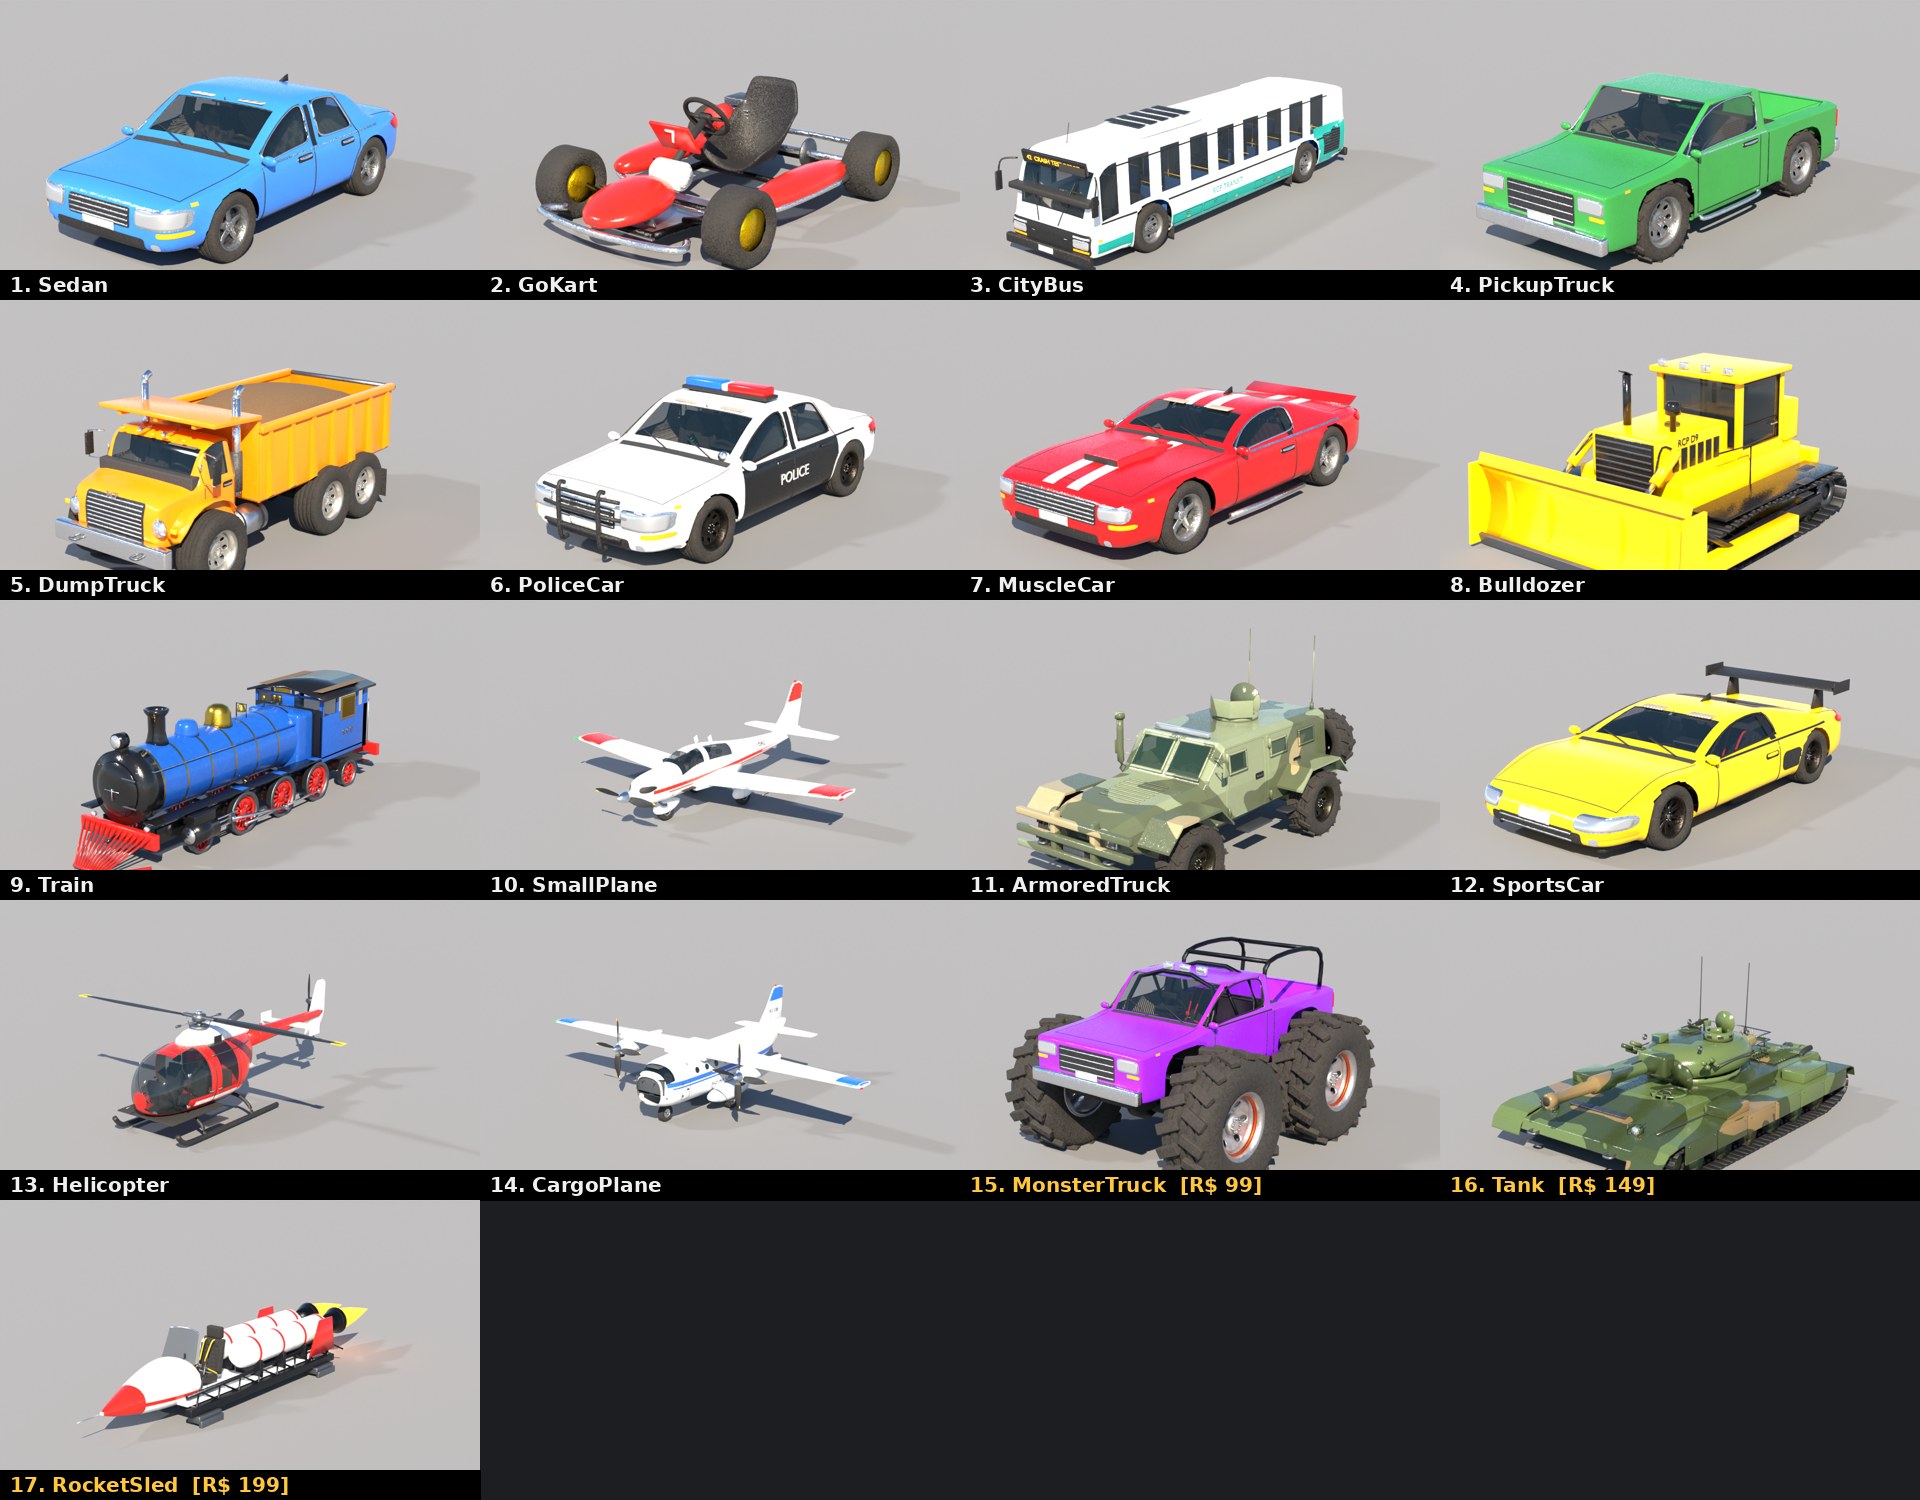 1. Sedan
2. GoKart
3. CityBus
4. PickupTruck
5. DumpTruck
POLICE
6. PoliceCar
7. MuscleCar
RCP D9
8. Bulldozer
9. Train
10. SmallPlane
11. ArmoredTruck
12. SportsCar
13. Helicopter
14. CargoPlane
15. MonsterTruck [R$ 99]
16. Tank [R$ 149]
17. RocketSled [R$ 199]